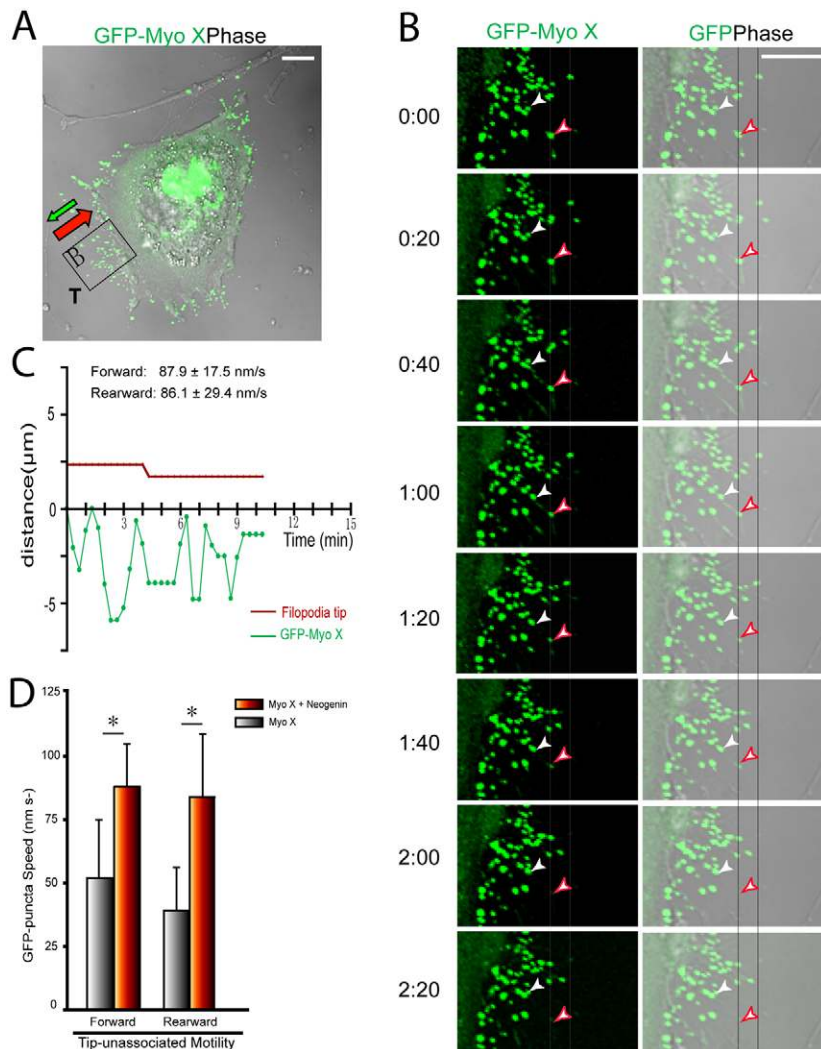 A
GFP-Myo XPhase
B
T
B
GFP-Myo X
GFPPhase
0:00
0:20
0:40
1:00
1:20
1:40
2:00
2:20
C
Forward: 87.9 ± 17.5 nm/s
Rearward: 86.1 ± 29.4 nm/s
distance(μm)
5
0
-5
3
6
9
12
15
Time (min)
Filopodia tip
GFP-Myo X
D
GFP-puncta Speed (nm s-)
125
100
75
50
25
0
*
*
Myo X + Neogenin
Myo X
Forward
Rearward
Tip-unassociated Motility